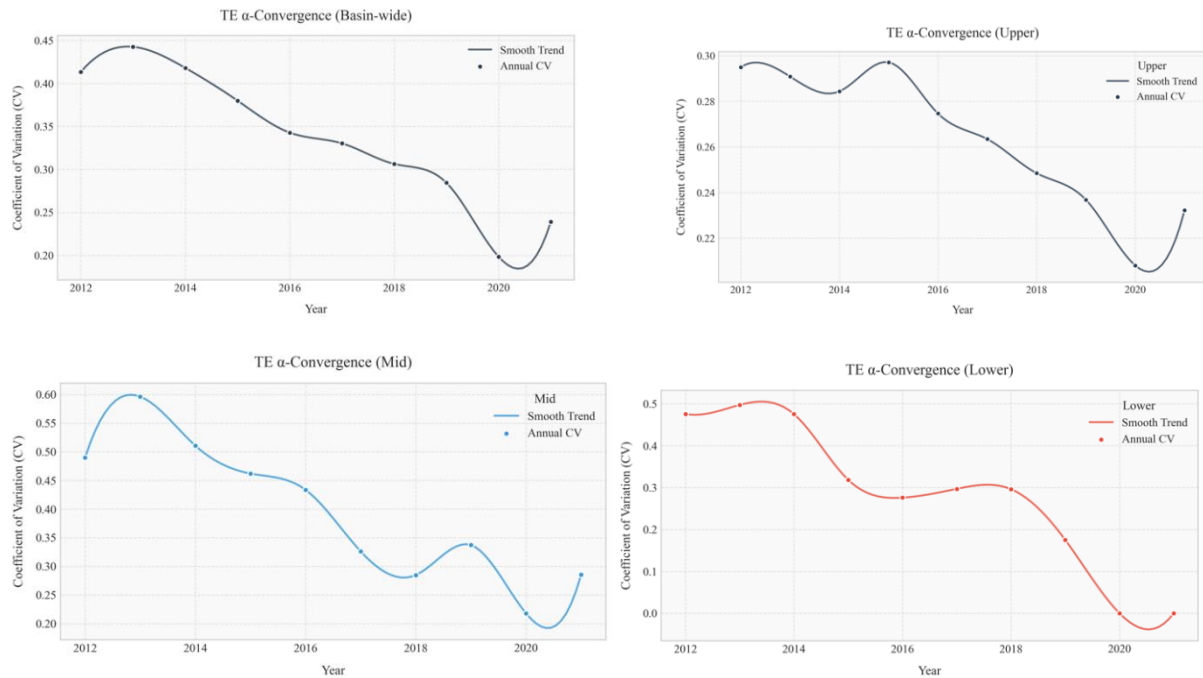 TE α-Convergence (Basin-wide)
Coefficient of Variation (CV)
0.45
0.40
0.35
0.30
0.25
0.20
Smooth Trend
Annual CV
2012 2014 2016 2018 2020
Year
TE α-Convergence (Upper)
Coefficient of Variation (CV)
0.30
0.28
0.26
0.24
0.22
Upper
Smooth Trend
Annual CV
2012 2014 2016 2018 2020
Year
TE α-Convergence (Mid)
Coefficient of Variation (CV)
0.60
0.55
0.50
0.45
0.40
0.35
0.30
0.25
0.20
Mid
Smooth Trend
Annual CV
2012 2014 2016 2018 2020
Year
TE α-Convergence (Lower)
Coefficient of Variation (CV)
0.5
0.4
0.3
0.2
0.1
0.0
Lower
Smooth Trend
Annual CV
2012 2014 2016 2018 2020
Year